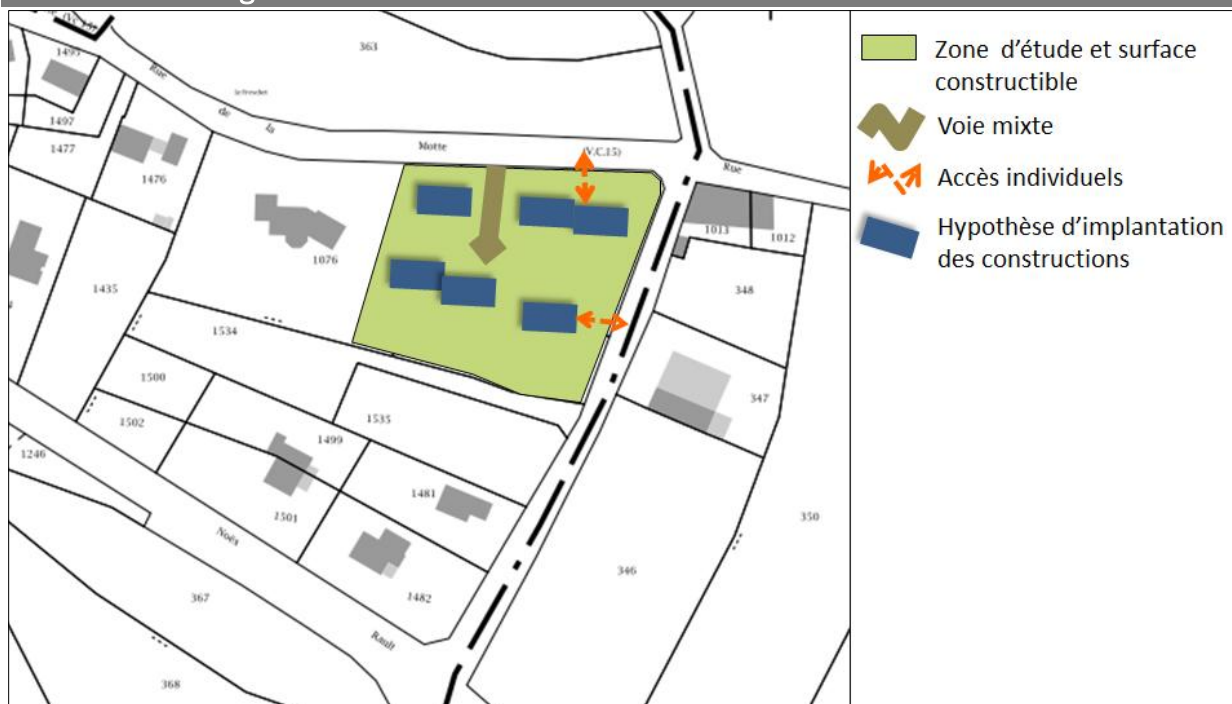 363
1495
Rue
de
la
Motte
(V.C.15)
Rue
1497
1477
1476
1013
1012
1076
348
1435
1534
347
1500
1535
1502
1499
1246
1481
1501
350
Noës
346
1482
367
Rault
368
Zone d’étude et surface
constructible
Voie mixte
Accès individuels
Hypothèse d’implantation
des constructions